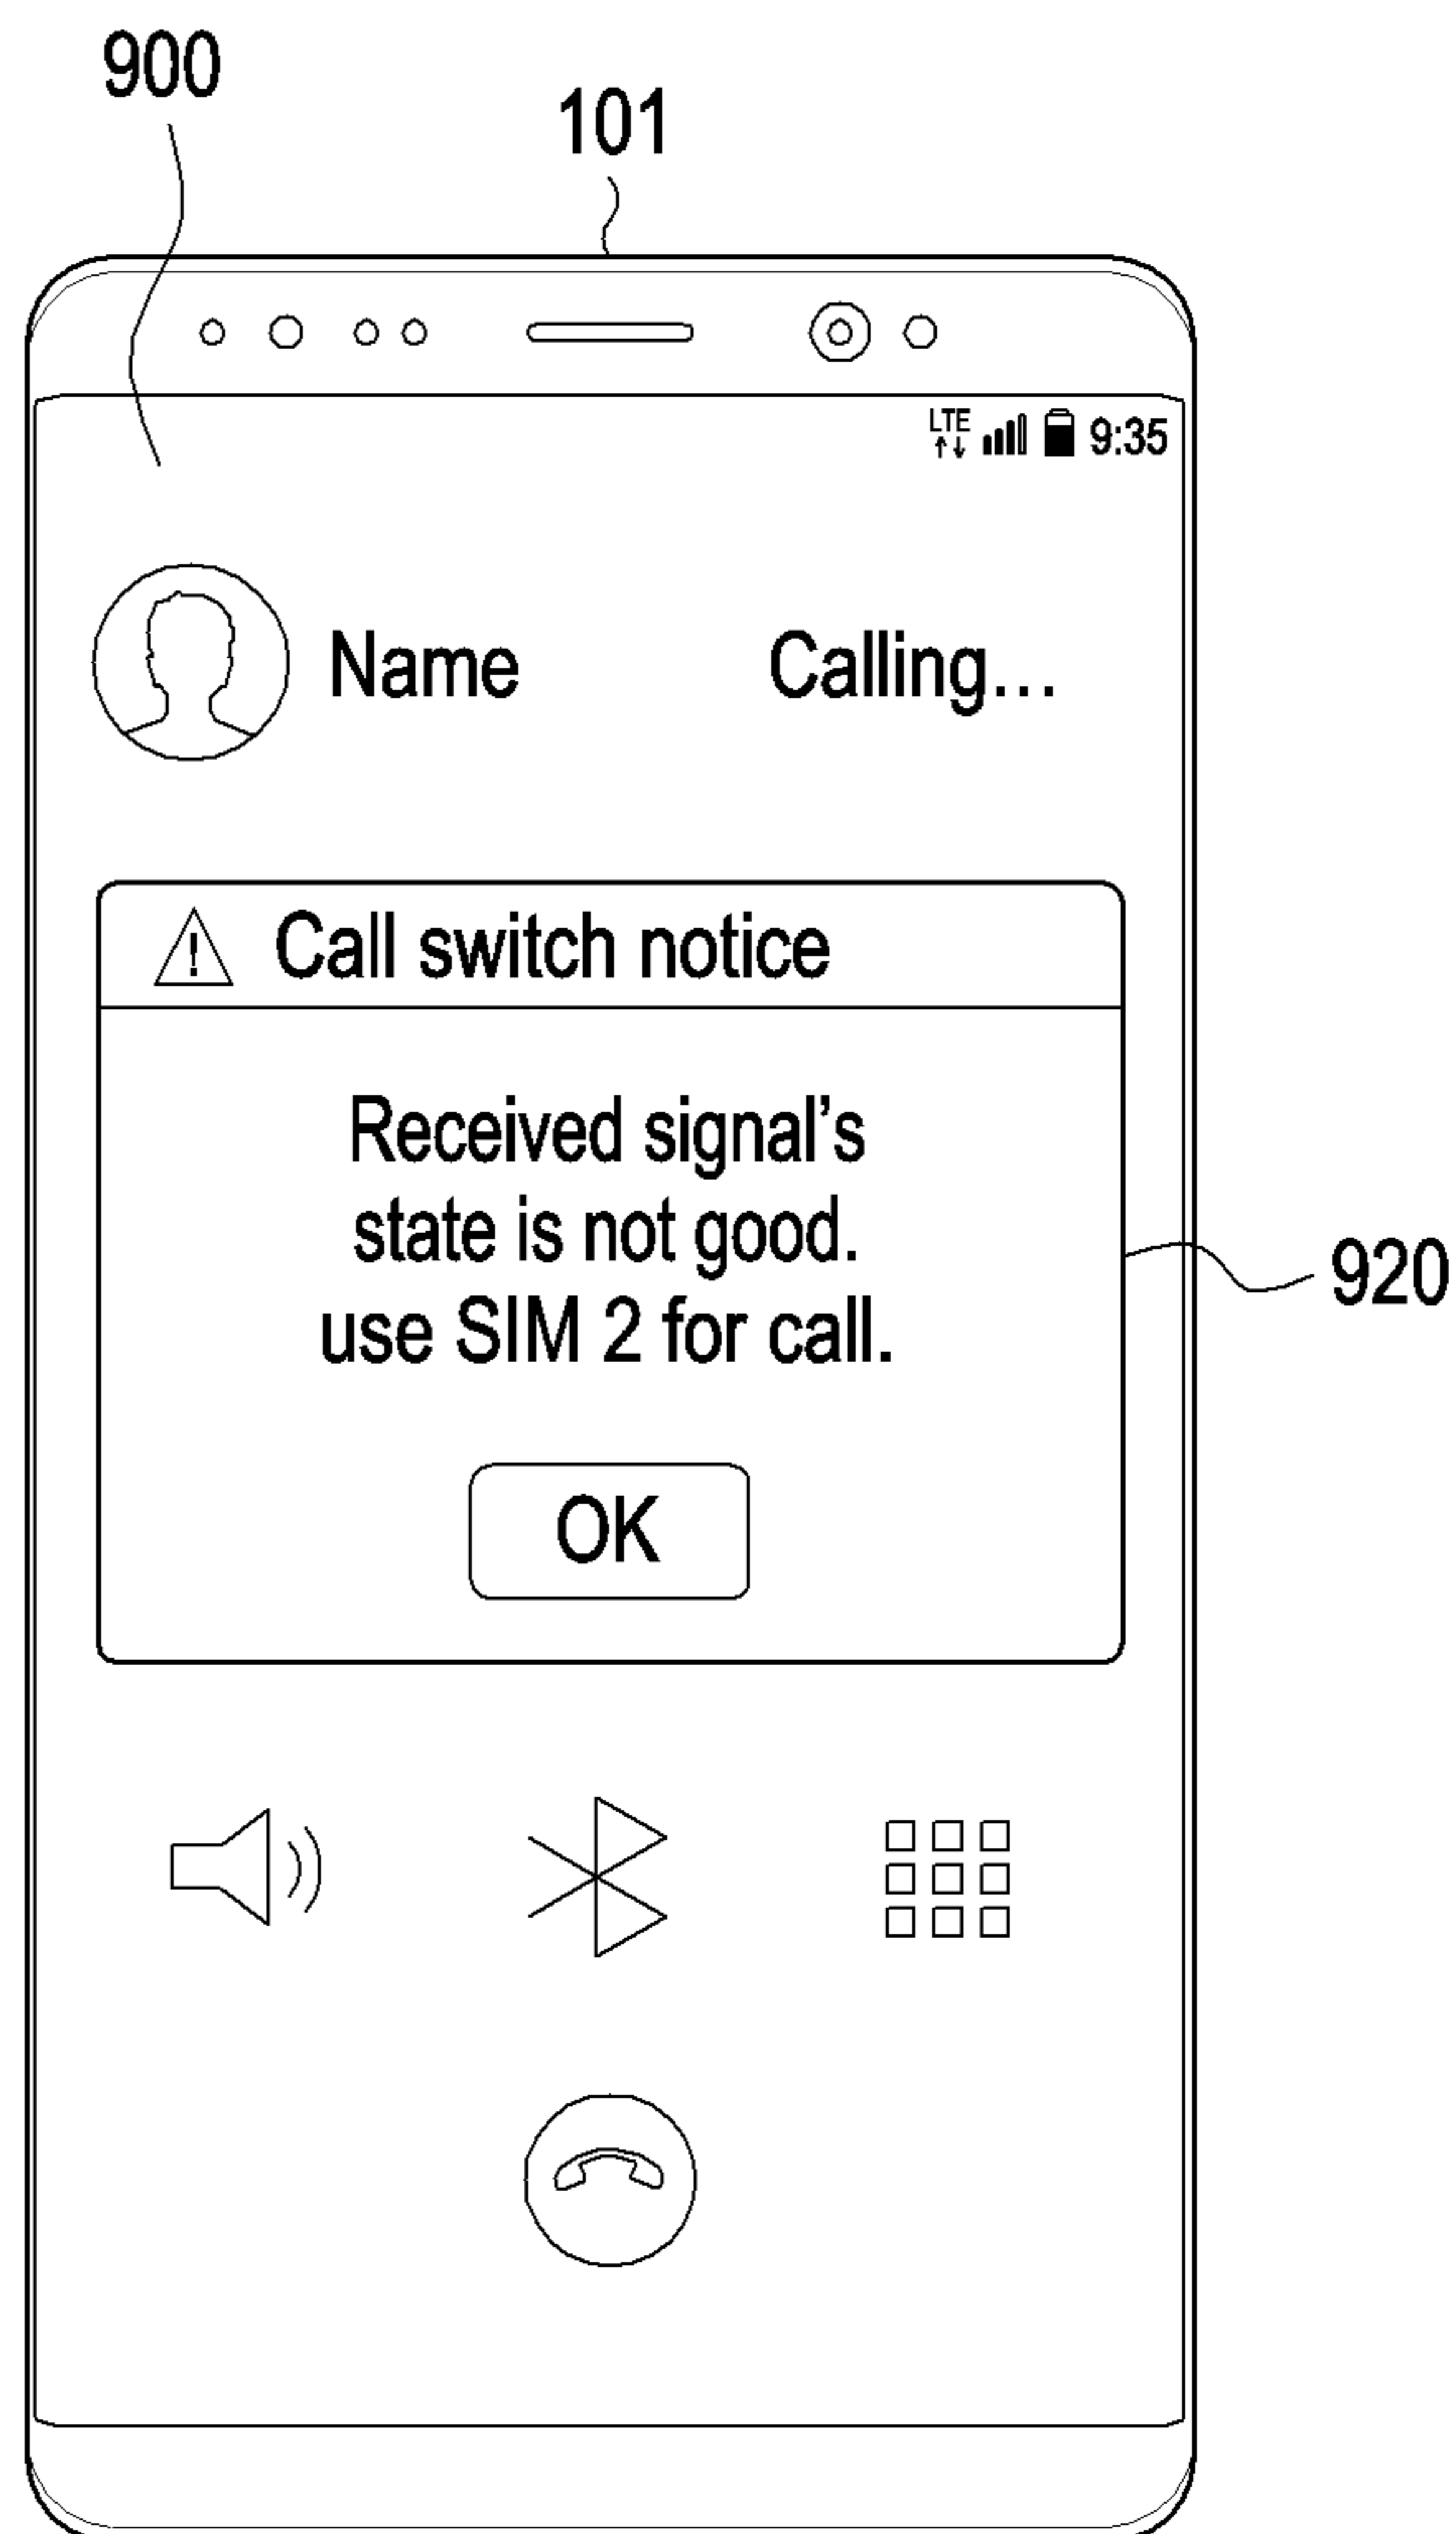 900
101
LTE 9:35
Name Calling...
! Call switch notice
Received signal's
state is not good.
use SIM 2 for call.
920
OK